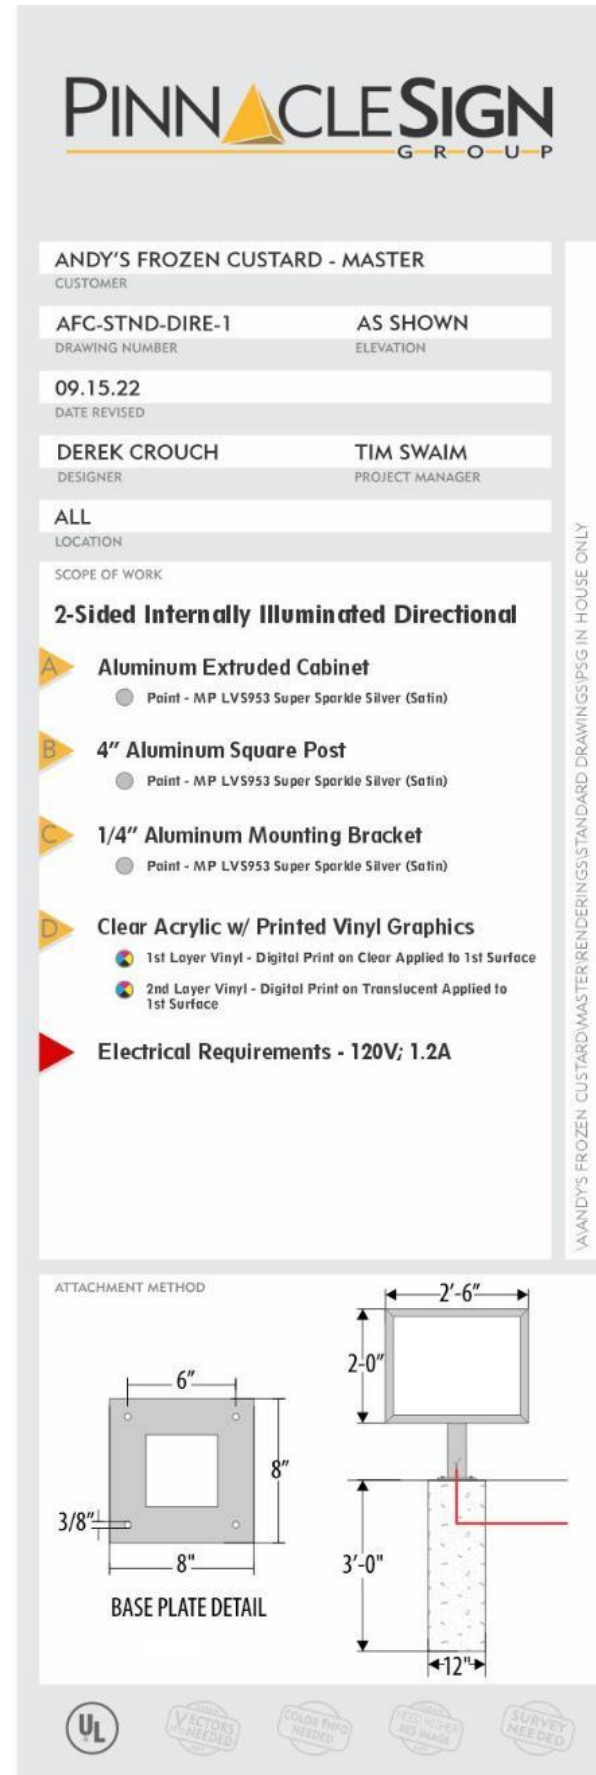 PINNACLESIGN
GROUP
ANDY'S FROZEN CUSTARD - MASTER
CUSTOMER
AFC-STND-DIRE-1 AS SHOWN
DRAWING NUMBER ELEVATION
09.15.22
DATE REVISED
DEREK CROUCH TIM SWAIM
DESIGNER PROJECT MANAGER
ALL
LOCATION
SCOPE OF WORK
2-Sided Internally Illuminated Directional
A Aluminum Extruded Cabinet
Paint - MP LVS953 Super Sparkle Silver (Satin)
B 4" Aluminum Square Post
Paint - MP LVS953 Super Sparkle Silver (Satin)
C 1/4" Aluminum Mounting Bracket
Paint - MP LVS953 Super Sparkle Silver (Satin)
D Clear Acrylic w/ Printed Vinyl Graphics
1st Layer Vinyl - Digital Print on Clear Applied to 1st Surface
2nd Layer Vinyl - Digital Print on Translucent Applied to
1st Surface
Electrical Requirements - 120V; 1.2A
\A\ANDY'S FROZEN CUSTARD\MASTER\RENDERINGS\STANDARD DRAWINGS\PSG IN HOUSE ONLY
ATTACHMENT METHOD
6"
8"
3/8"
8"
BASE PLATE DETAIL
2'-6"
2-0"
3'-0"
12"
UL
VECTORS
NEEDED
COLOR INFO
NEEDED
RES IMAGE
SURVEY
NEEDED